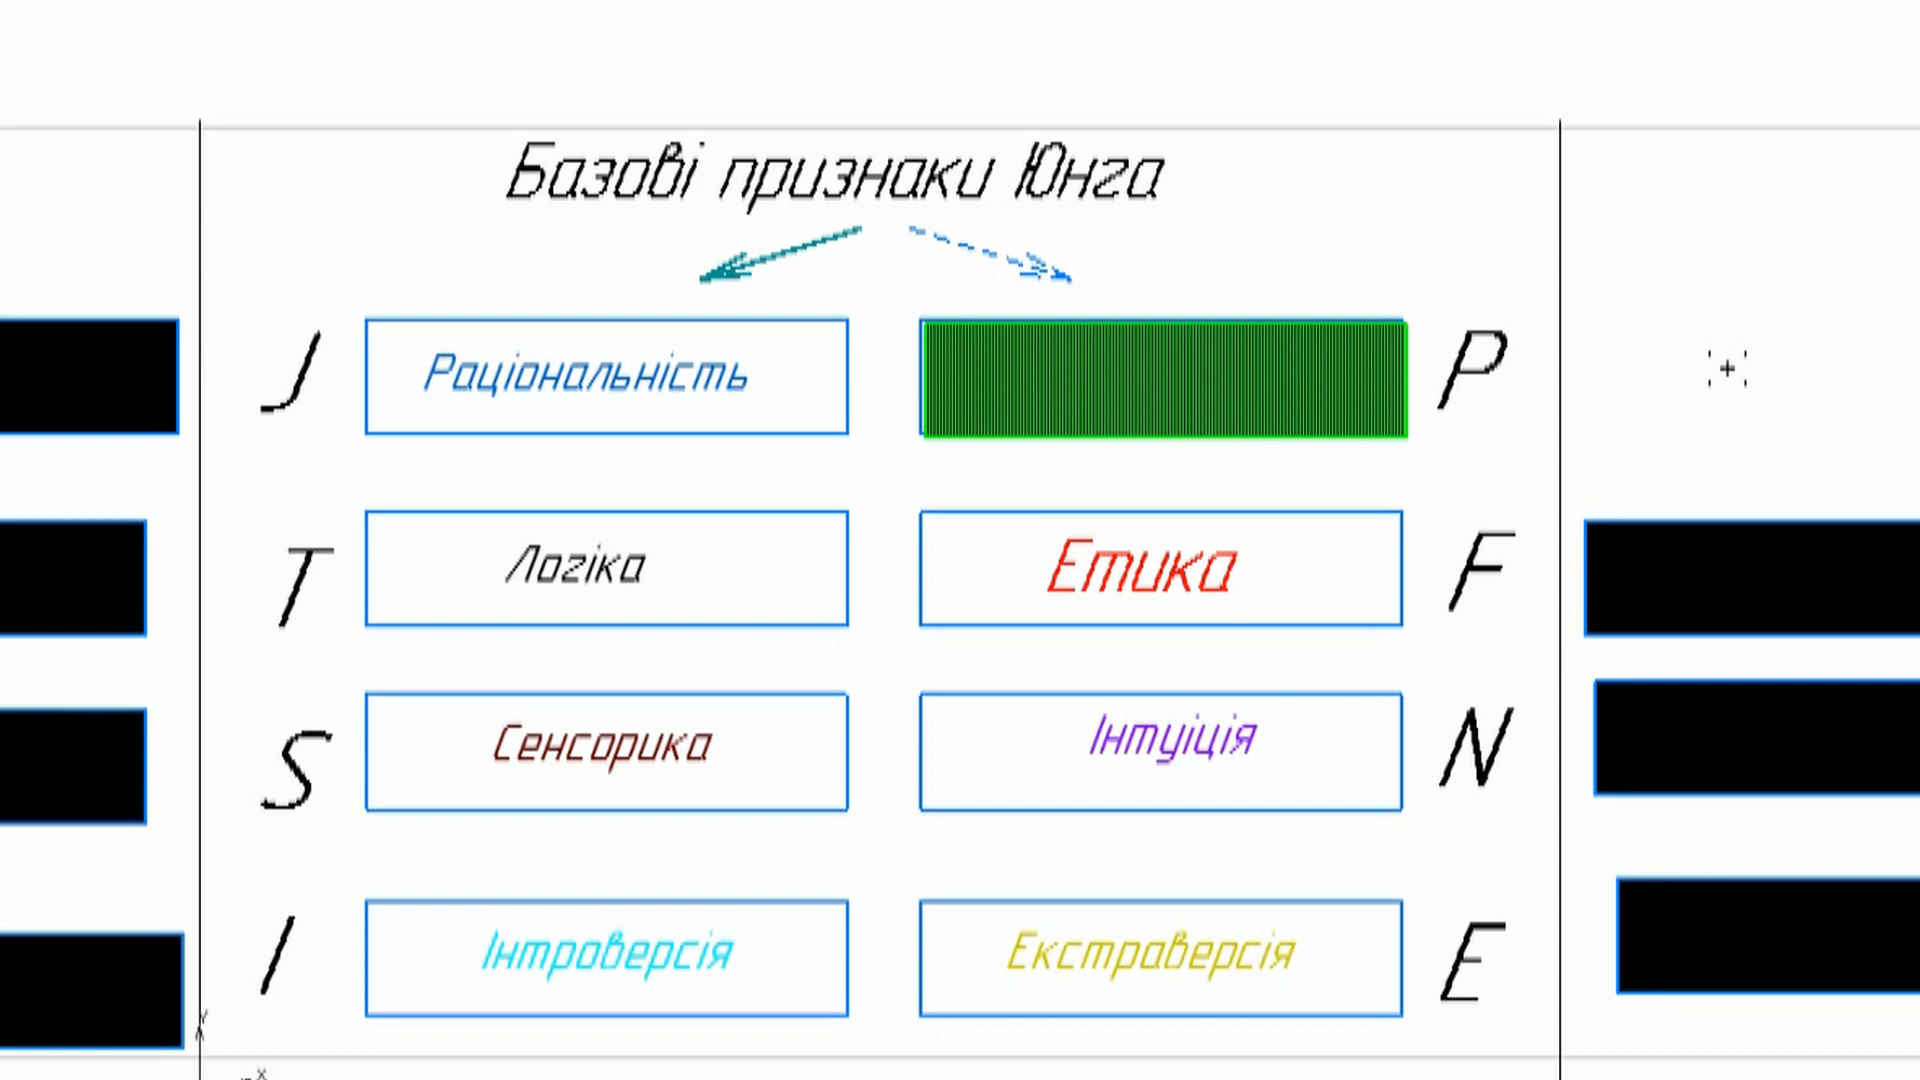 Базові признаки Юнга
J Раціональність P
T Логіка Етика F
S Сенсорика Інтуіція N
I Інтроверсія Екстраверсія E
Y
X